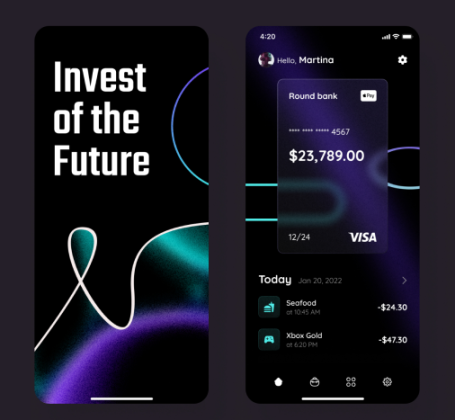 Invest
of the
Future
4:20
Hello, Martina
Round bank
Pay
**** **** ***** 4567
$23,789.00
12/24
VISA
Today Jan 20, 2022
Seafood
at 10:45 AM
-$24.30
Xbox Gold
at 6:20 PM
-$47.30